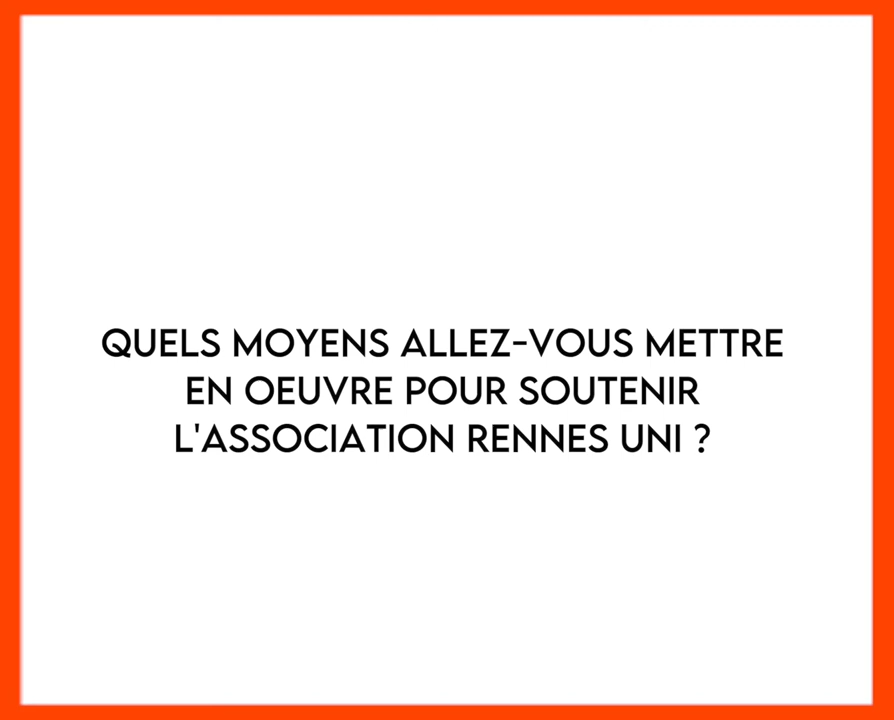 QUELS MOYENS ALLEZ-VOUS METTRE
EN OEUVRE POUR SOUTENIR
L'ASSOCIATION RENNES UNI ?